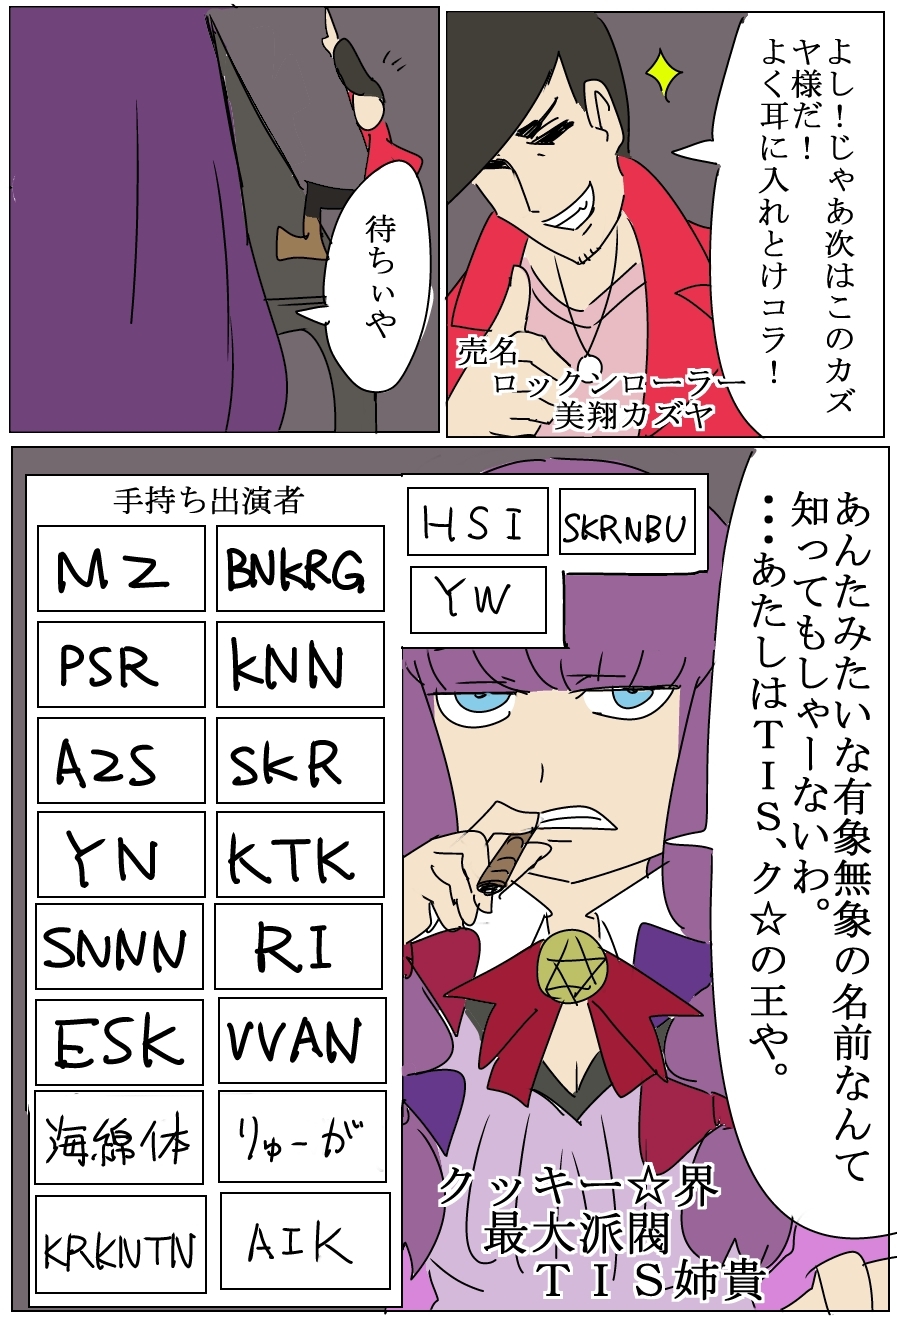 よし！じゃあ次はこのカズ
ヤ様だ！
よく耳に入れとけコラ！
売名
ロックンローラー
美翔カズヤ
待ちぃや
あんたみたいな有象無象の名前なんて
知ってもしゃーないわ。
・・・あたしはＴＩＳ、ク☆の王や。
手持ち出演者
MZ
BNKRG
HSI
SKRNBU
YW
PSR
KNN
AZS
SKR
YN
KTK
SNNN
RI
ESK
VVAN
海綿体
りゅーが
KRKNTN
AIK
クッキー☆界
最大派閥
ＴＩＳ姉貴